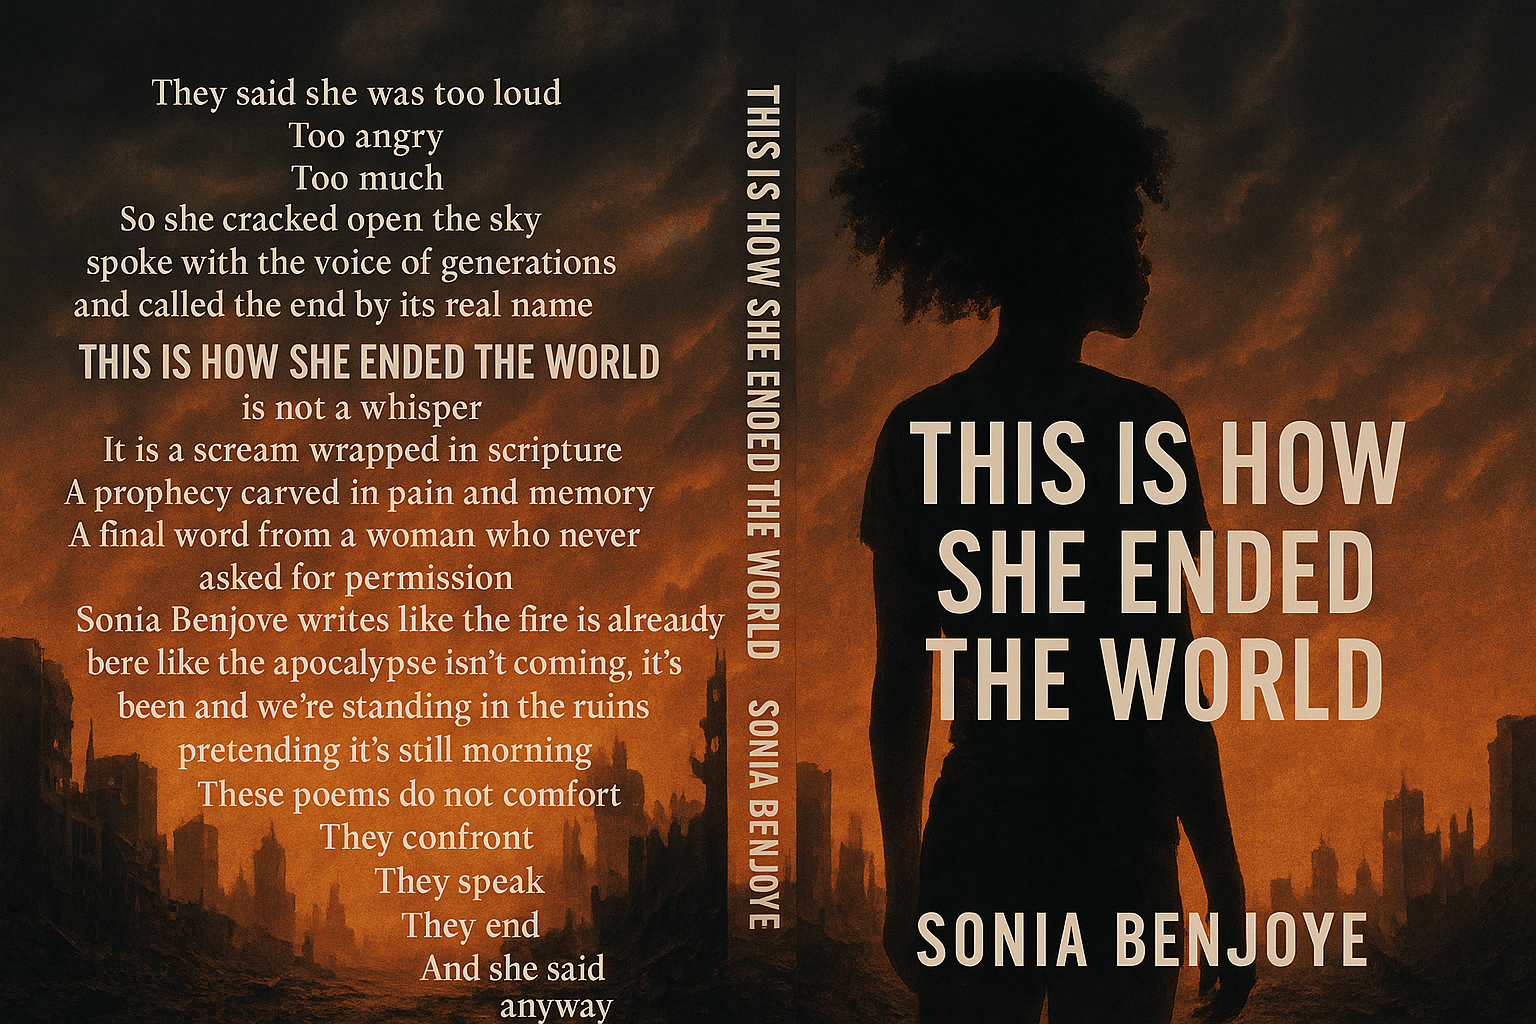 They said she was too loud
Too angry
Too much
So she cracked open the sky
spoke with the voice of generations
and called the end by its real name
THIS IS HOW SHE ENDED THE WORLD
is not a whisper
It is a scream wrapped in scripture
A prophecy carved in pain and memory
A final word from a woman who never
asked for permission
Sonia Benjove writes like the fire is already
bere like the apocalypse isn't coming, it's
been and we're standing in the ruins
pretending it's still morning
These poems do not comfort
They confront
They speak
They end
And she said
anyway
THIS IS HOW SHE ENOED THE WORLD SONIA BENJOYE
THIS IS HOW
SHE ENDED
THE WORLD
SONIA BENJOYE